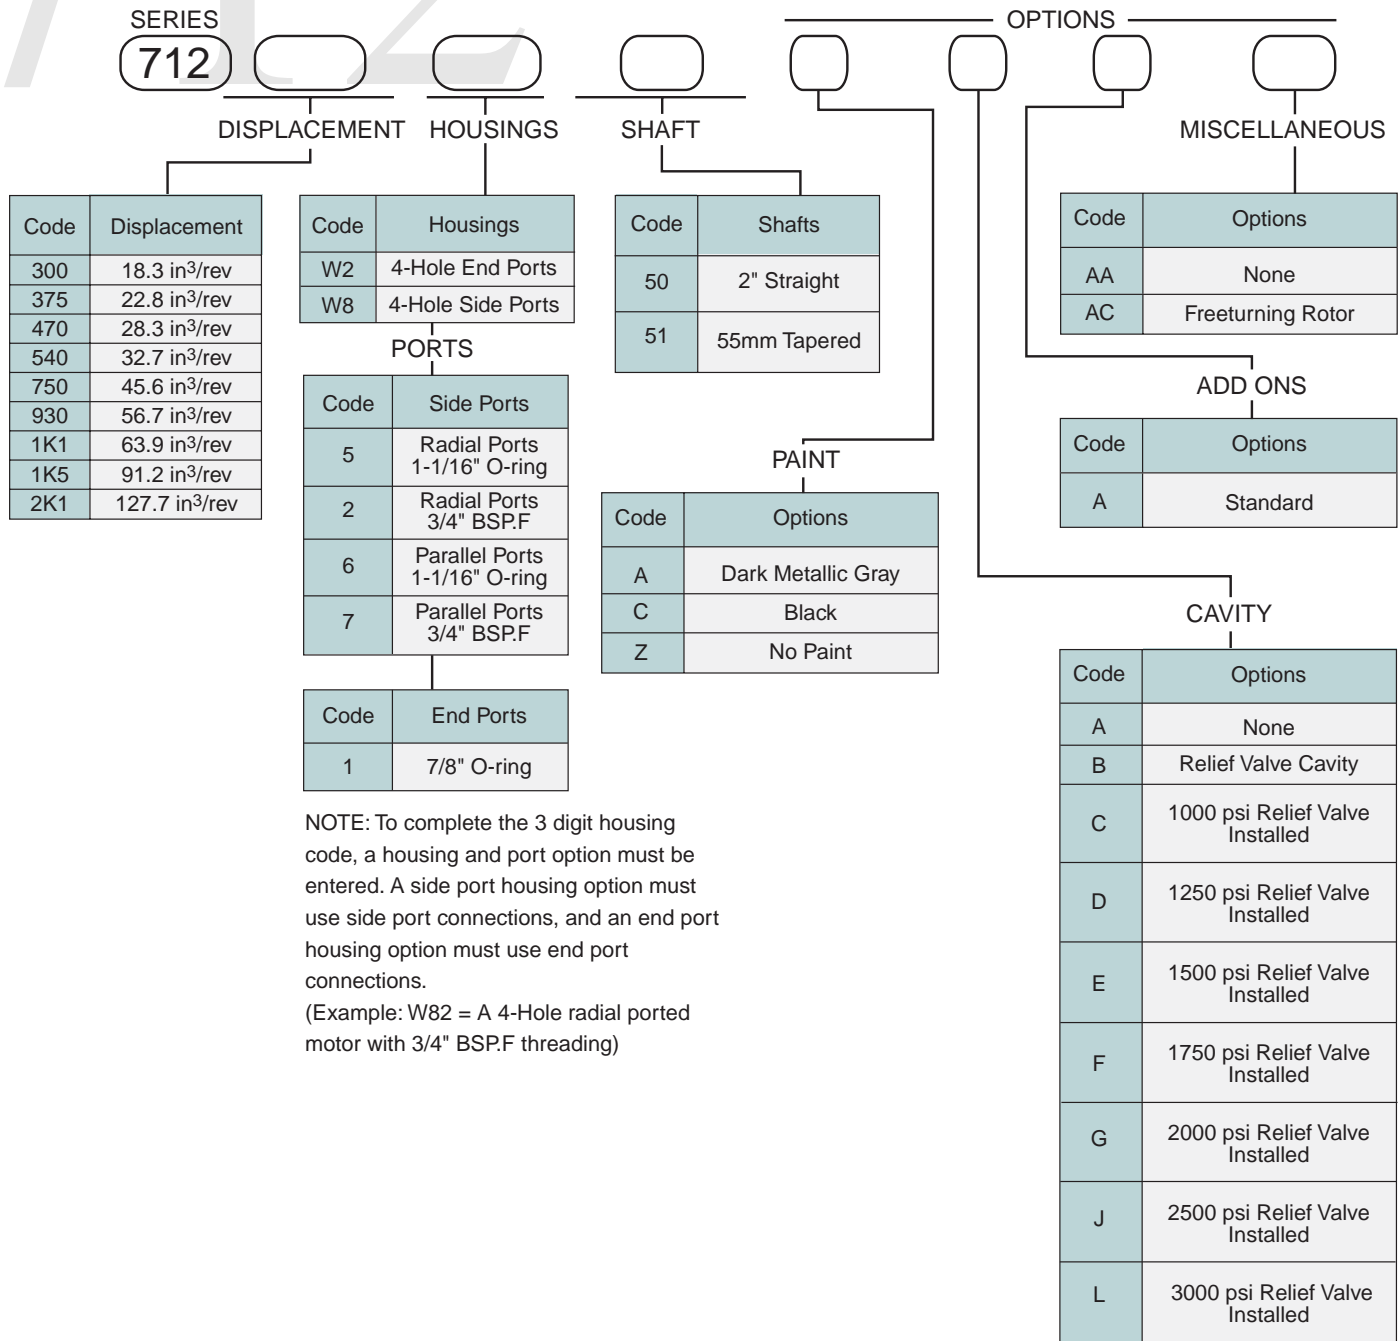 SERIES
OPTIONS
712
DISPLACEMENT
HOUSINGS
SHAFT
MISCELLANEOUS
Code Displacement
300 18.3 in3/rev
375 22.8 in3/rev
470 28.3 in3/rev
540 32.7 in3/rev
750 45.6 in3/rev
930 56.7 in3/rev
1K1 63.9 in3/rev
1K5 91.2 in3/rev
2K1 127.7 in3/rev
Code Housings
W2 4-Hole End Ports
W8 4-Hole Side Ports
PORTS
Code Side Ports
5 Radial Ports
1-1/16" O-ring
2 Radial Ports
3/4" BSP.F
6 Parallel Ports
1-1/16" O-ring
7 Parallel Ports
3/4" BSP.F
Code End Ports
1 7/8" O-ring
NOTE: To complete the 3 digit housing
code, a housing and port option must be
entered. A side port housing option must
use side port connections, and an end port
housing option must use end port
connections.
(Example: W82 = A 4-Hole radial ported
motor with 3/4" BSP.F threading)
Code Shafts
50 2" Straight
51 55mm Tapered
PAINT
Code Options
A Dark Metallic Gray
C Black
Z No Paint
Code Options
AA None
AC Freeturning Rotor
ADD ONS
Code Options
A Standard
CAVITY
Code Options
A None
B Relief Valve Cavity
C 1000 psi Relief Valve
Installed
D 1250 psi Relief Valve
Installed
E 1500 psi Relief Valve
Installed
F 1750 psi Relief Valve
Installed
G 2000 psi Relief Valve
Installed
J 2500 psi Relief Valve
Installed
L 3000 psi Relief Valve
Installed